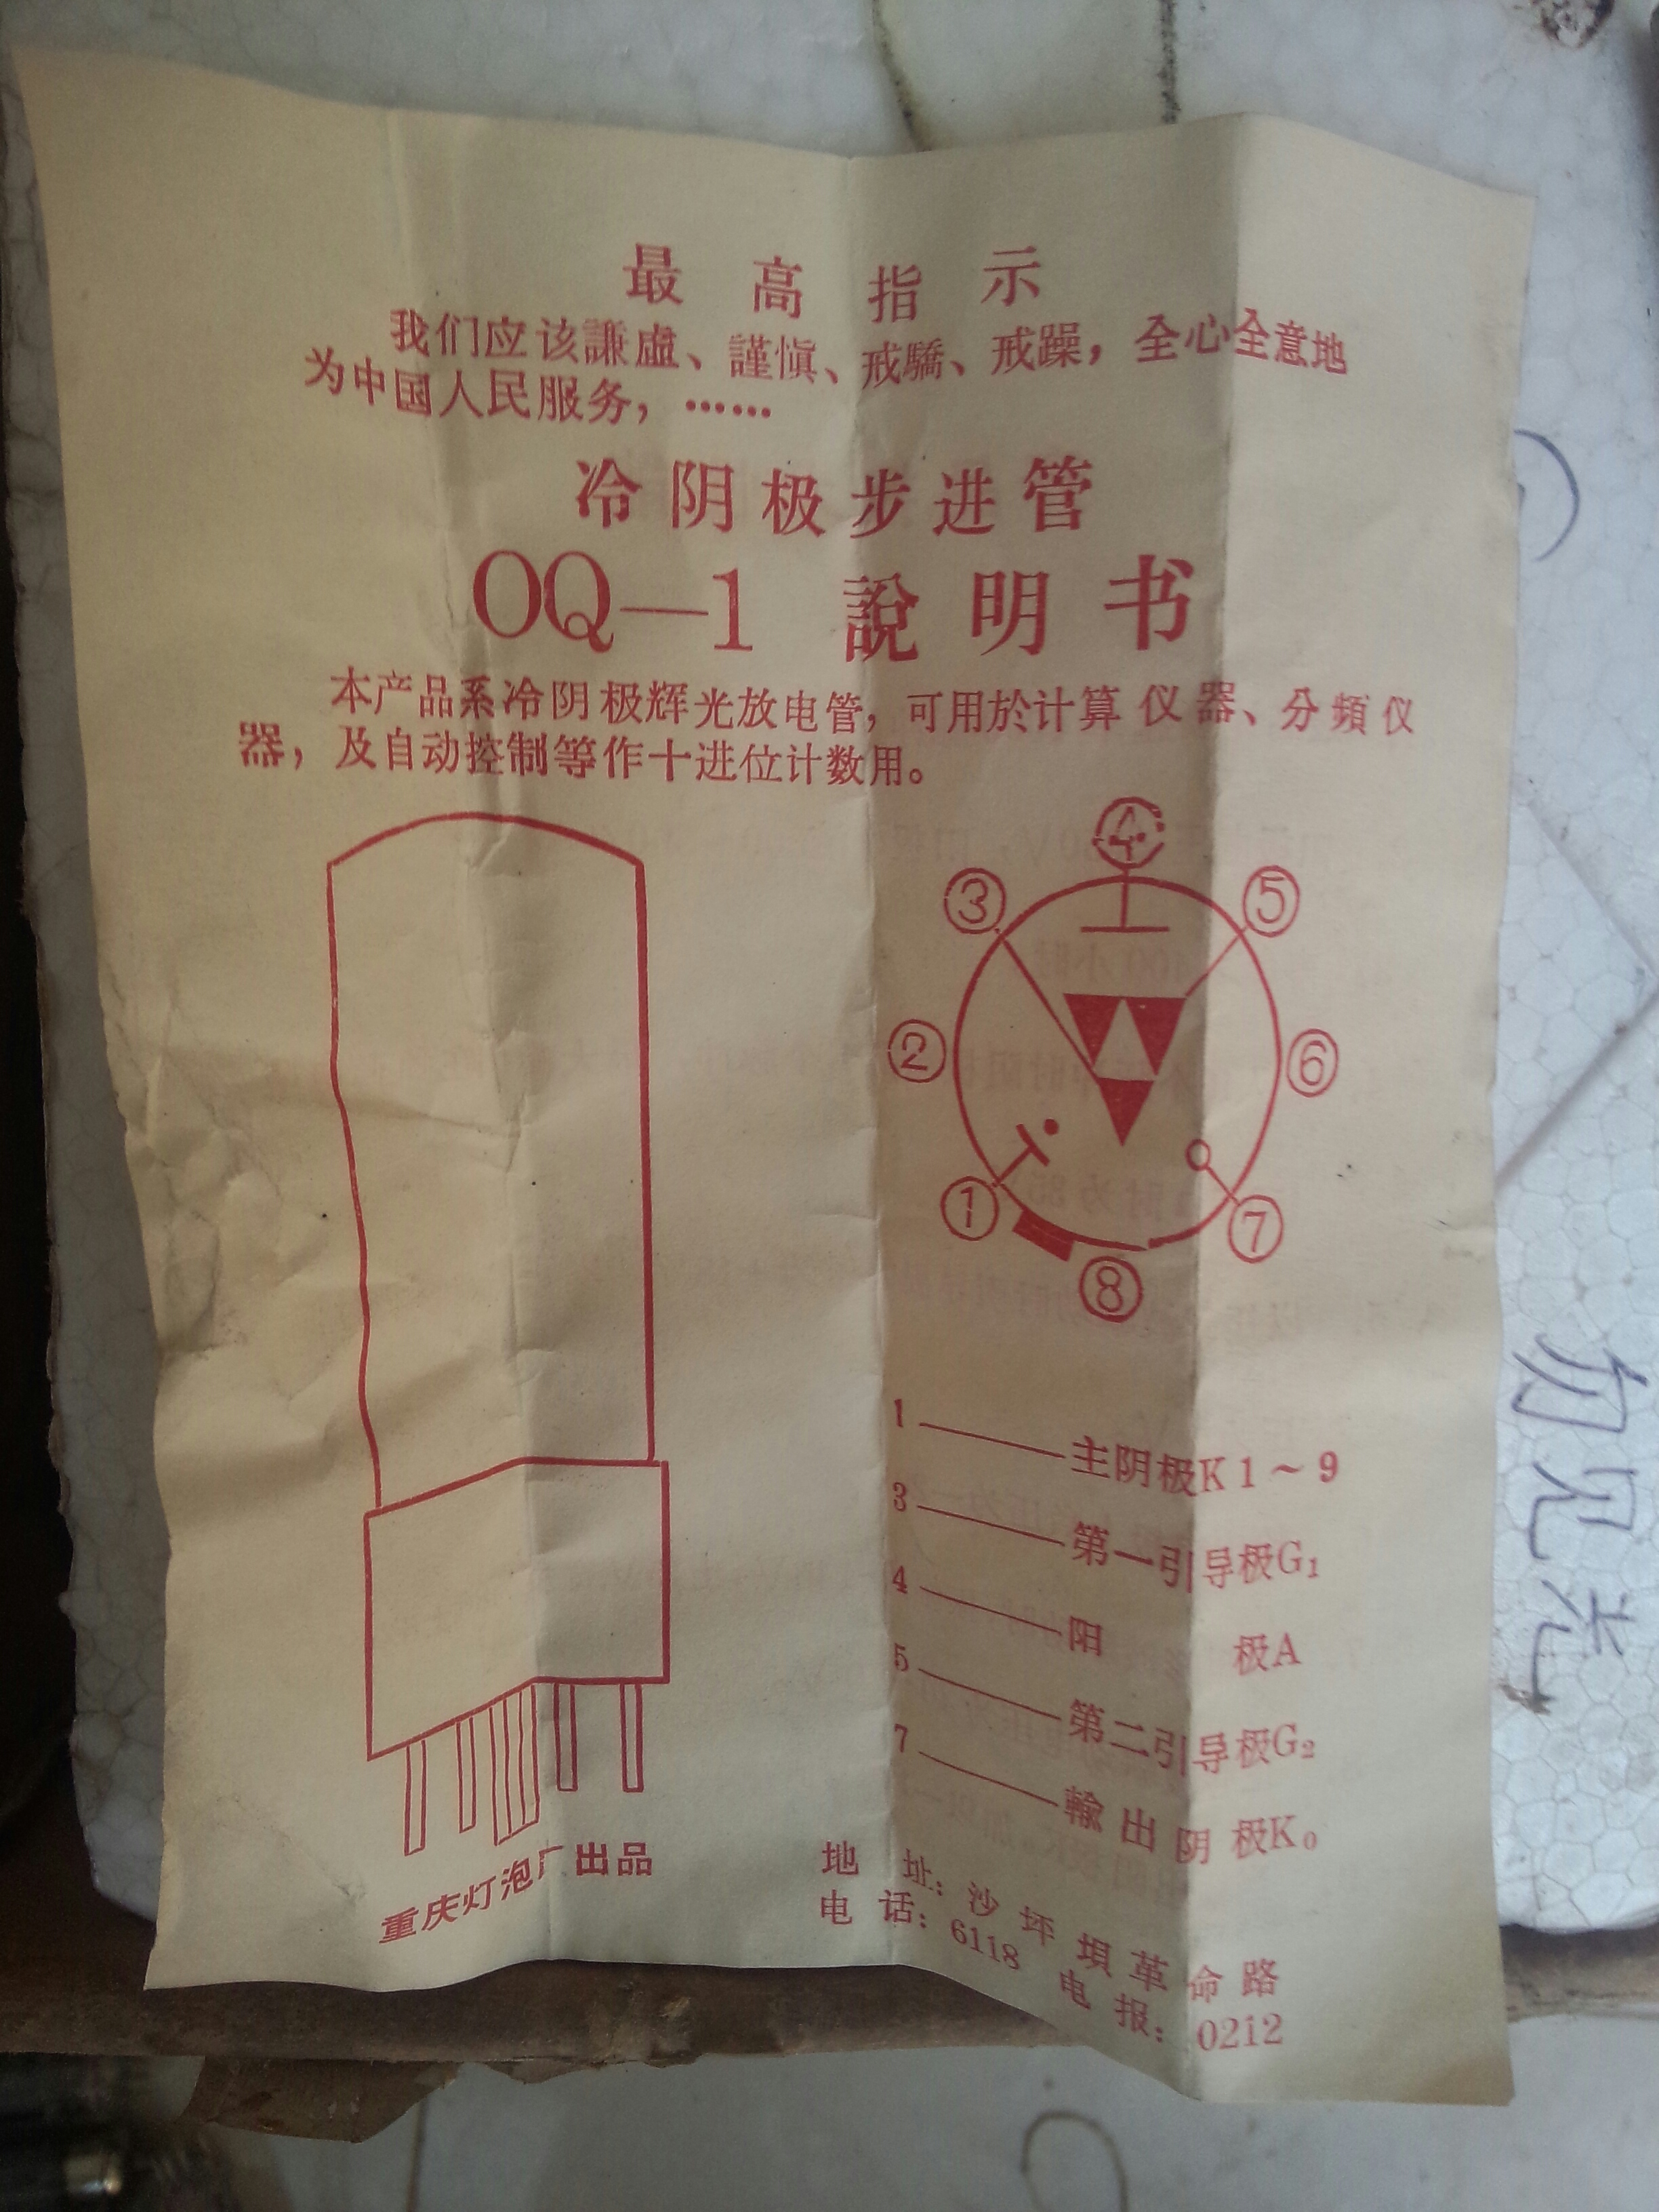 最高指示
我们应该謙虚、謹愼、戒驕、戒躁，全心全意地
为中国人民服务，……
冷阴极步进管
OQ—1 說明书
本产品系冷阴极辉光放电管，可用於计算仪器、分頻仪
器，及自动控制等作十进位计数用。
④
③ ⑤
② ⑥
① ⑦
⑧
1——主阴极K1～9
3——第一引导极G₁
4——阳极A
5——第二引导极G₂
7——輸出阴极K₀
重庆灯泡厂出品
地址：沙坪垻革命路
电话：6118 电报：0212